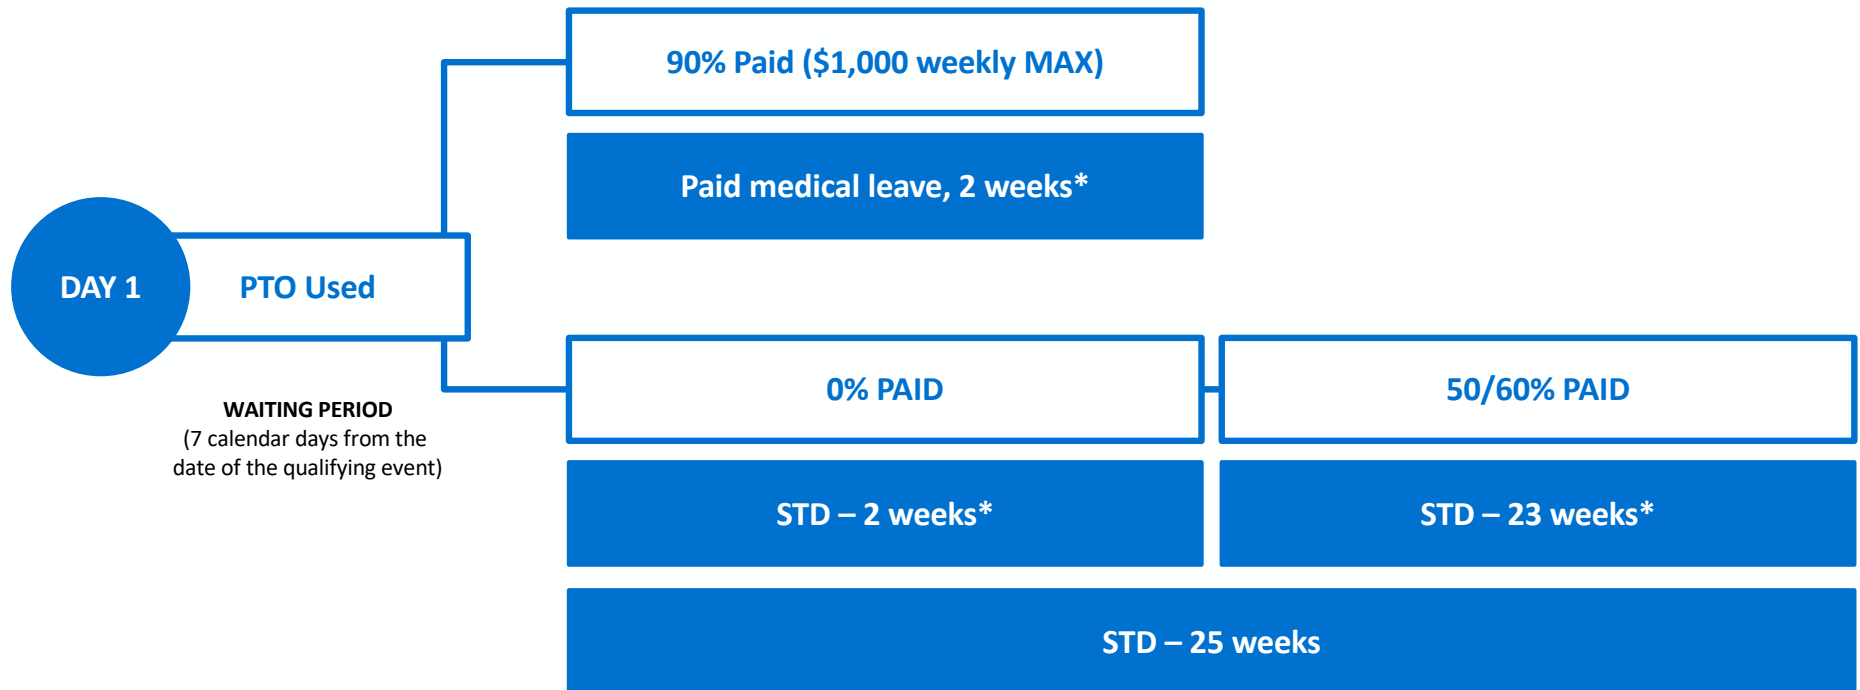 90% Paid ($1,000 weekly MAX)
Paid medical leave, 2 weeks*
DAY 1
PTO Used
WAITING PERIOD
(7 calendar days from the
date of the qualifying event)
0% PAID
50/60% PAID
STD – 2 weeks*
STD – 23 weeks*
STD – 25 weeks